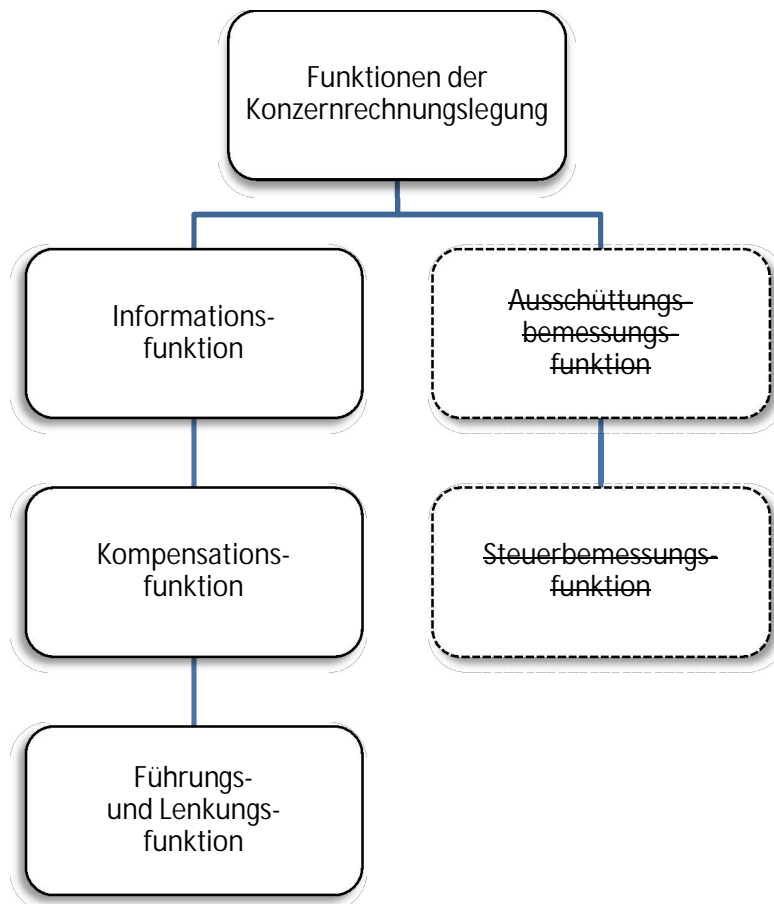 Funktionen der
Konzernrechnungslegung
Informations-
funktion
Ausschüttungs-
bemessungs-
funktion
Kompensations-
funktion
Steuerbemessungs-
funktion
Führungs-
und Lenkungs-
funktion